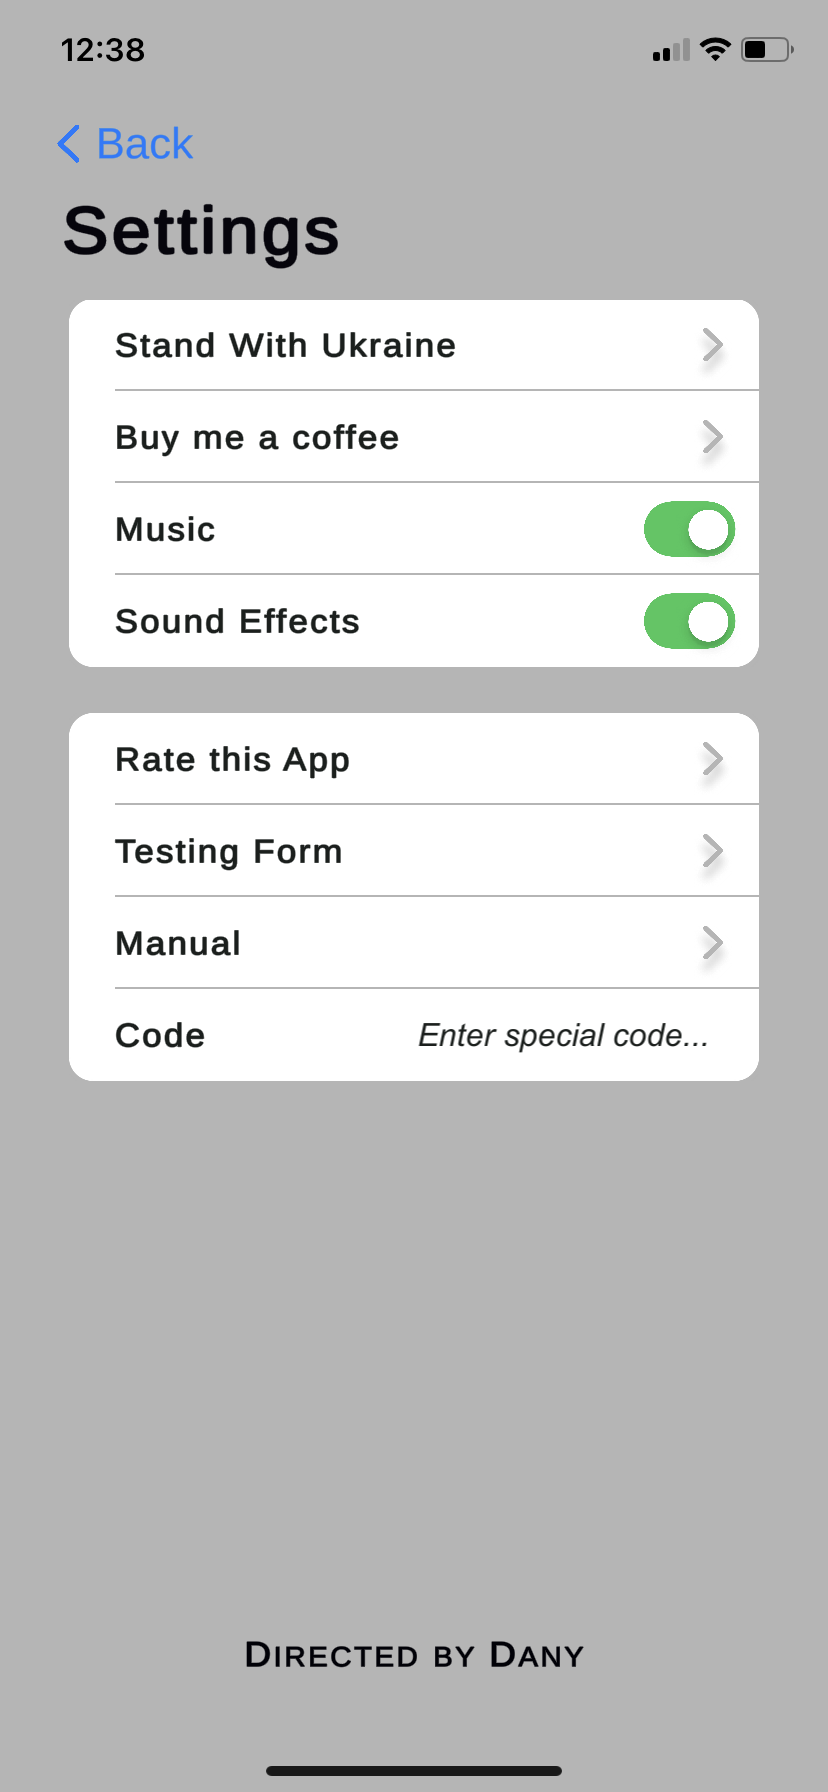 12:38
Back
Settings
Stand With Ukraine
Buy me a coffee
Music
Sound Effects
Rate this App
Testing Form
Manual
Code Enter special code...
DIRECTED BY DANY